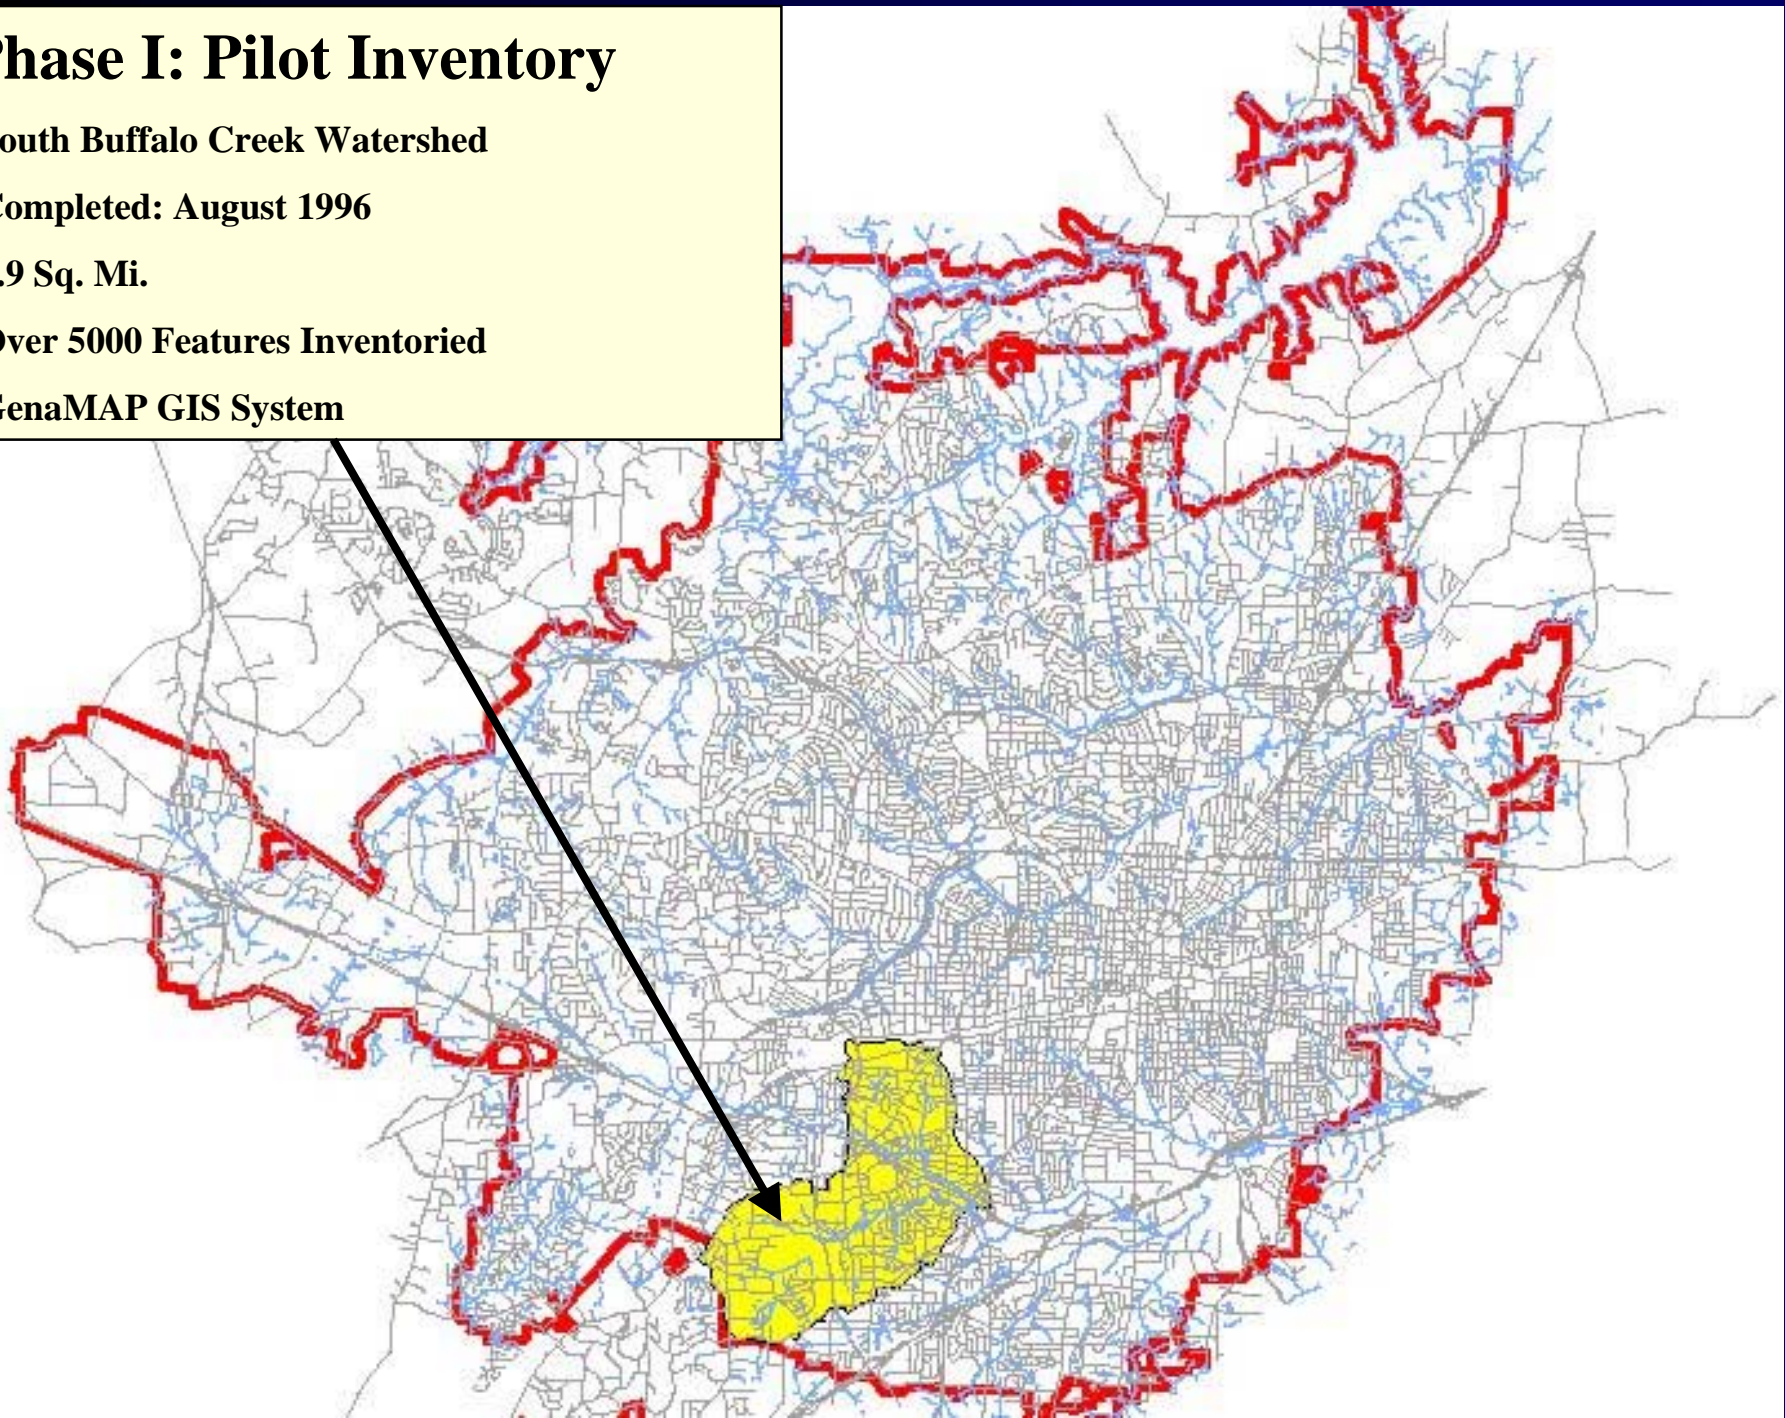 hase I: Pilot Inventory
outh Buffalo Creek Watershed
ompleted: August 1996
.9 Sq. Mi.
ver 5000 Features Inventoried
enaMAP GIS System